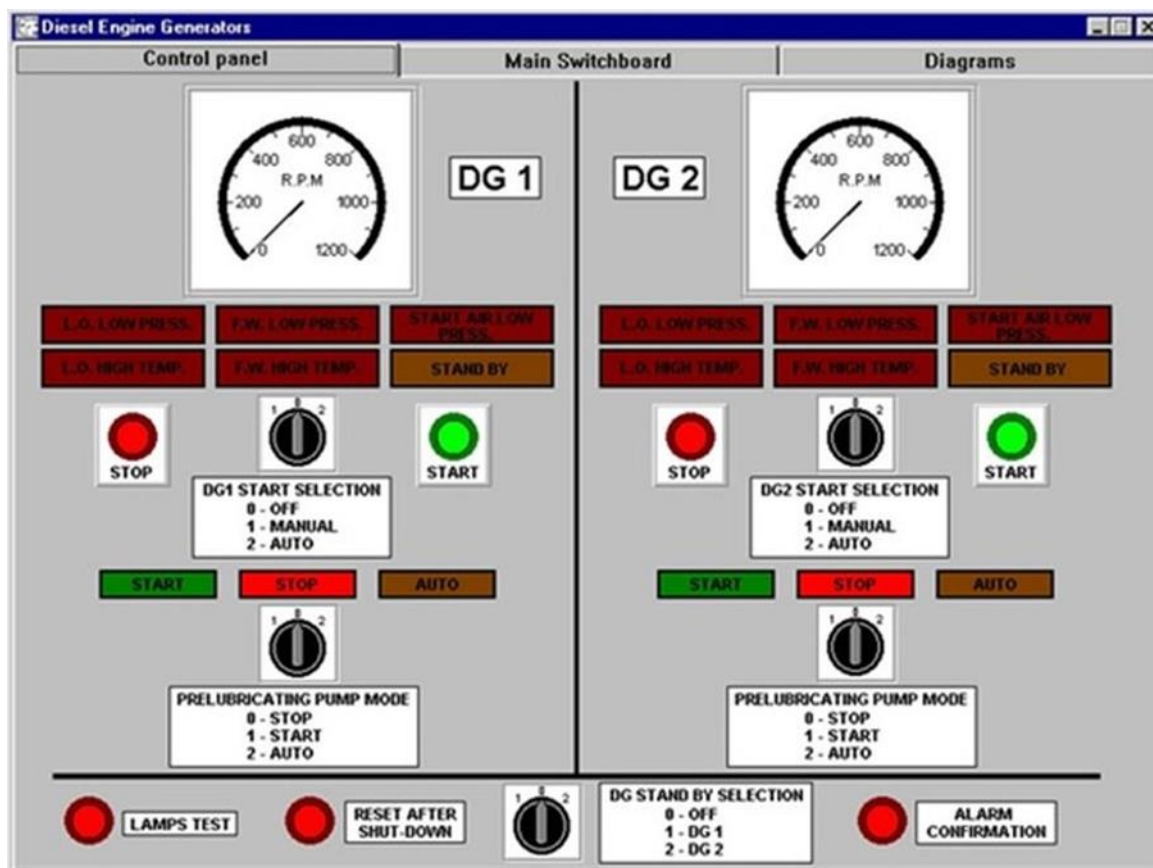 Diesel Engine Generators
Control panel
Main Switchboard
Diagrams
600
400
800
R.P.M
200
1000
0
1200
DG 1
DG 2
600
400
800
R.P.M
200
1000
0
1200
L.O. LOW PRESS.
F.W. LOW PRESS.
START AIR LOW
PRESS.
L.O. HIGH TEMP.
F.W. HIGH TEMP.
STAND BY
L.O. LOW PRESS.
F.W. LOW PRESS.
START AIR LOW
PRESS.
L.O. HIGH TEMP.
F.W. HIGH TEMP.
STAND BY
STOP
1 0 2
START
DG1 START SELECTION
0 - OFF
1 - MANUAL
2 - AUTO
STOP
1 0 2
START
DG2 START SELECTION
0 - OFF
1 - MANUAL
2 - AUTO
START
STOP
AUTO
1 0 2
PRELUBRICATING PUMP MODE
0 - STOP
1 - START
2 - AUTO
START
STOP
AUTO
1 0 2
PRELUBRICATING PUMP MODE
0 - STOP
1 - START
2 - AUTO
LAMPS TEST
RESET AFTER
SHUT-DOWN
1 0 2
DG STAND BY SELECTION
0 - OFF
1 - DG 1
2 - DG 2
ALARM
CONFIRMATION